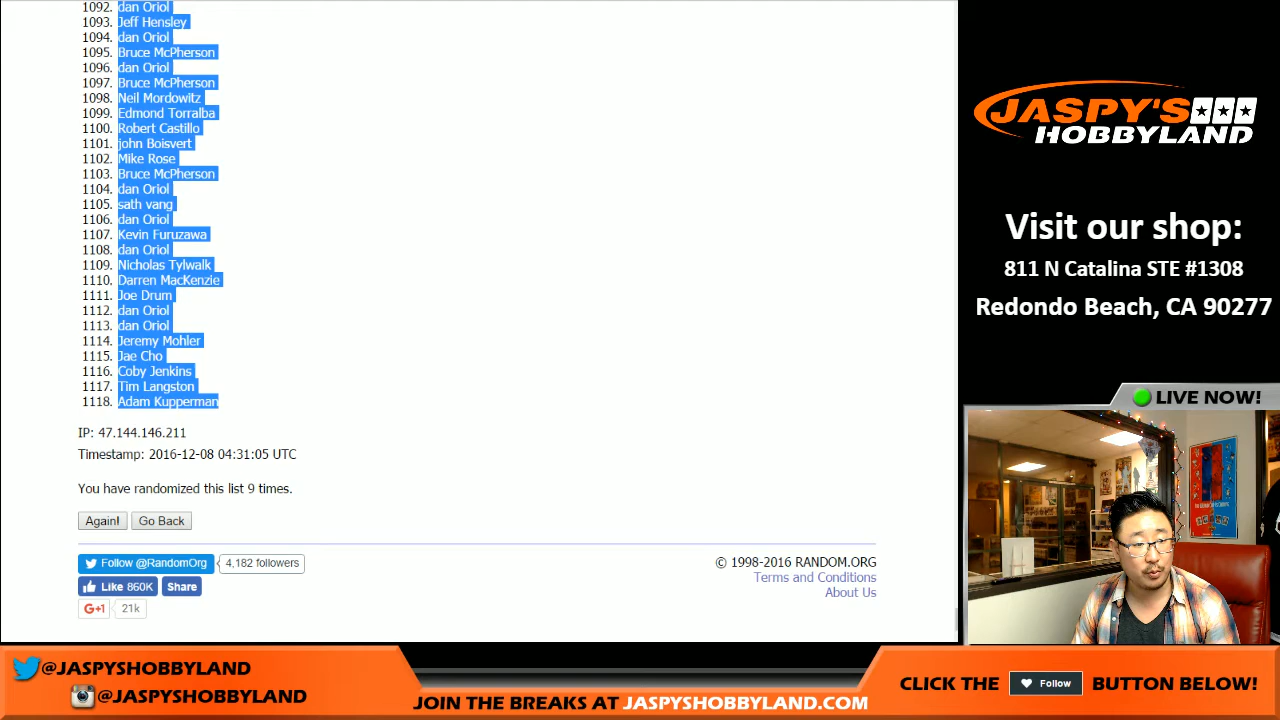 1092. dan Oriol
1093. Jeff Hensley
1094. dan Oriol
1095. Bruce McPherson
1096. dan Oriol
1097. Bruce McPherson
1098. Neil Mordowitz
1099. Edmond Torralba
1100. Robert Castillo
1101. john Boisvert
1102. Mike Rose
1103. Bruce McPherson
1104. dan Oriol
1105. sath vang
1106. dan Oriol
1107. Kevin Furuzawa
1108. dan Oriol
1109. Nicholas Tylwalk
1110. Darren MacKenzie
1111. Joe Drum
1112. dan Oriol
1113. dan Oriol
1114. Jeremy Mohler
1115. Jae Cho
1116. Coby Jenkins
1117. Tim Langston
1118. Adam Kupperman
IP: 47.144.146.211
Timestamp: 2016-12-08 04:31:05 UTC
You have randomized this list 9 times.
Again! Go Back
Follow @RandomOrg 4,182 followers
Like 860K Share
G+1 21k
© 1998-2016 RANDOM.ORG
Terms and Conditions
About Us
JASPY'S
HOBBYLAND
Visit our shop:
811 N Catalina STE #1308
Redondo Beach, CA 90277
LIVE NOW!
@JASPYSHOBBYLAND
@JASPYSHOBBYLAND
JOIN THE BREAKS AT JASPYSHOBBYLAND.COM
CLICK THE Follow BUTTON BELOW!